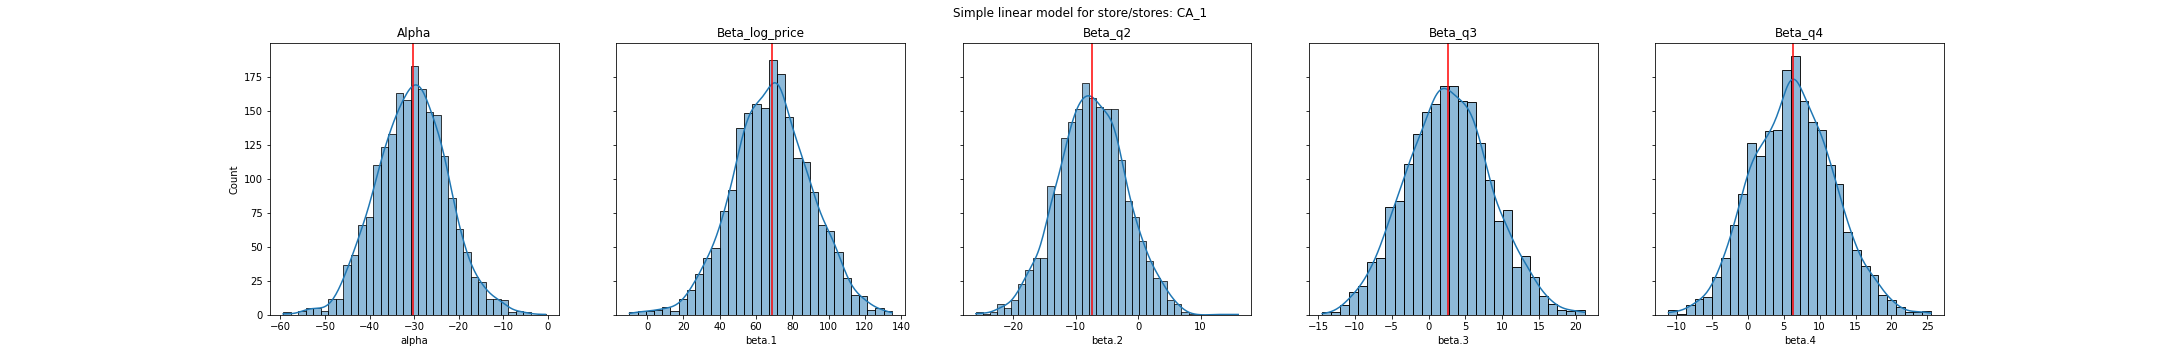 Simple linear model for store/stores: CA_1
Alpha
Beta_log_price
Beta_q2
Beta_q3
Beta_q4
Count
175
150
125
100
75
50
25
0
−60 −50 −40 −30 −20 −10 0
0 20 40 60 80 100 120 140
−20 −10 0 10
−15 −10 −5 0 5 10 15 20
−10 −5 0 5 10 15 20 25
alpha
beta.1
beta.2
beta.3
beta.4